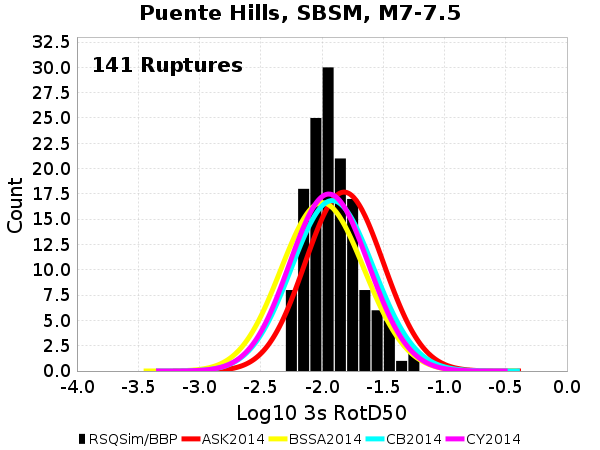 Puente Hills, SBSM, M7-7.5
141 Ruptures
Count
32.5
30.0
27.5
25.0
22.5
20.0
17.5
15.0
12.5
10.0
7.5
5.0
2.5
0.0
-4.0 -3.5 -3.0 -2.5 -2.0 -1.5 -1.0 -0.5 0.0
Log10 3s RotD50
RSQSim/BBP ASK2014 BSSA2014 CB2014 CY2014